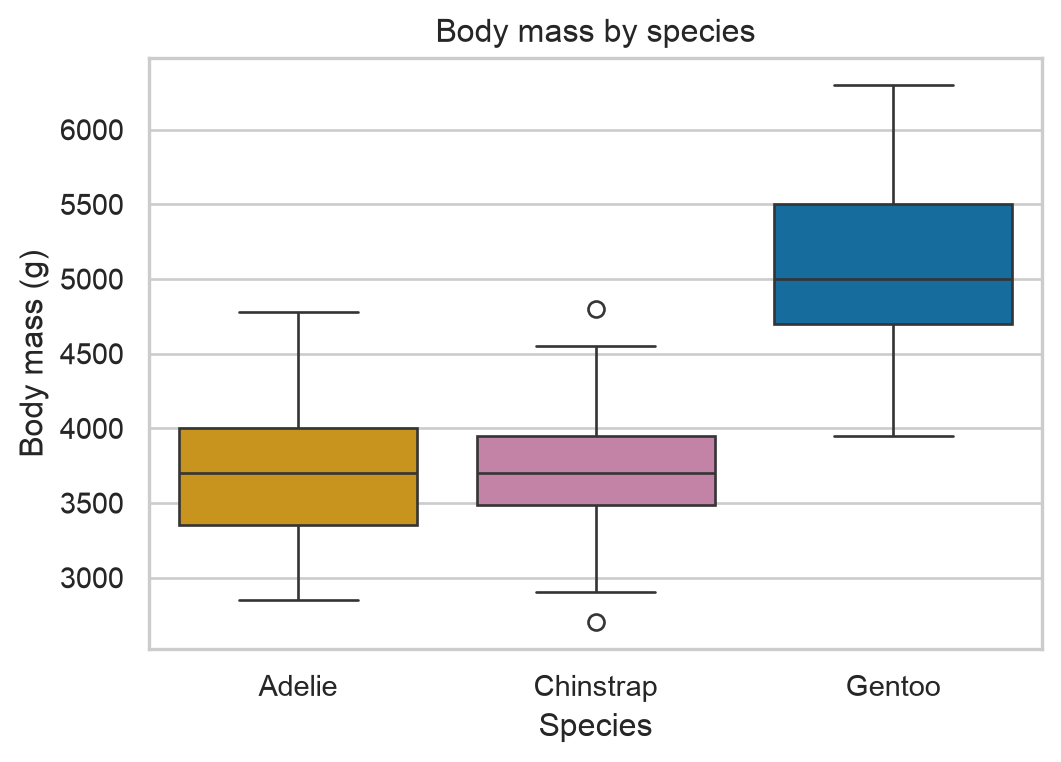 Body mass by species
Body mass (g)
6000
5500
5000
4500
4000
3500
3000
Adelie
Chinstrap
Gentoo
Species